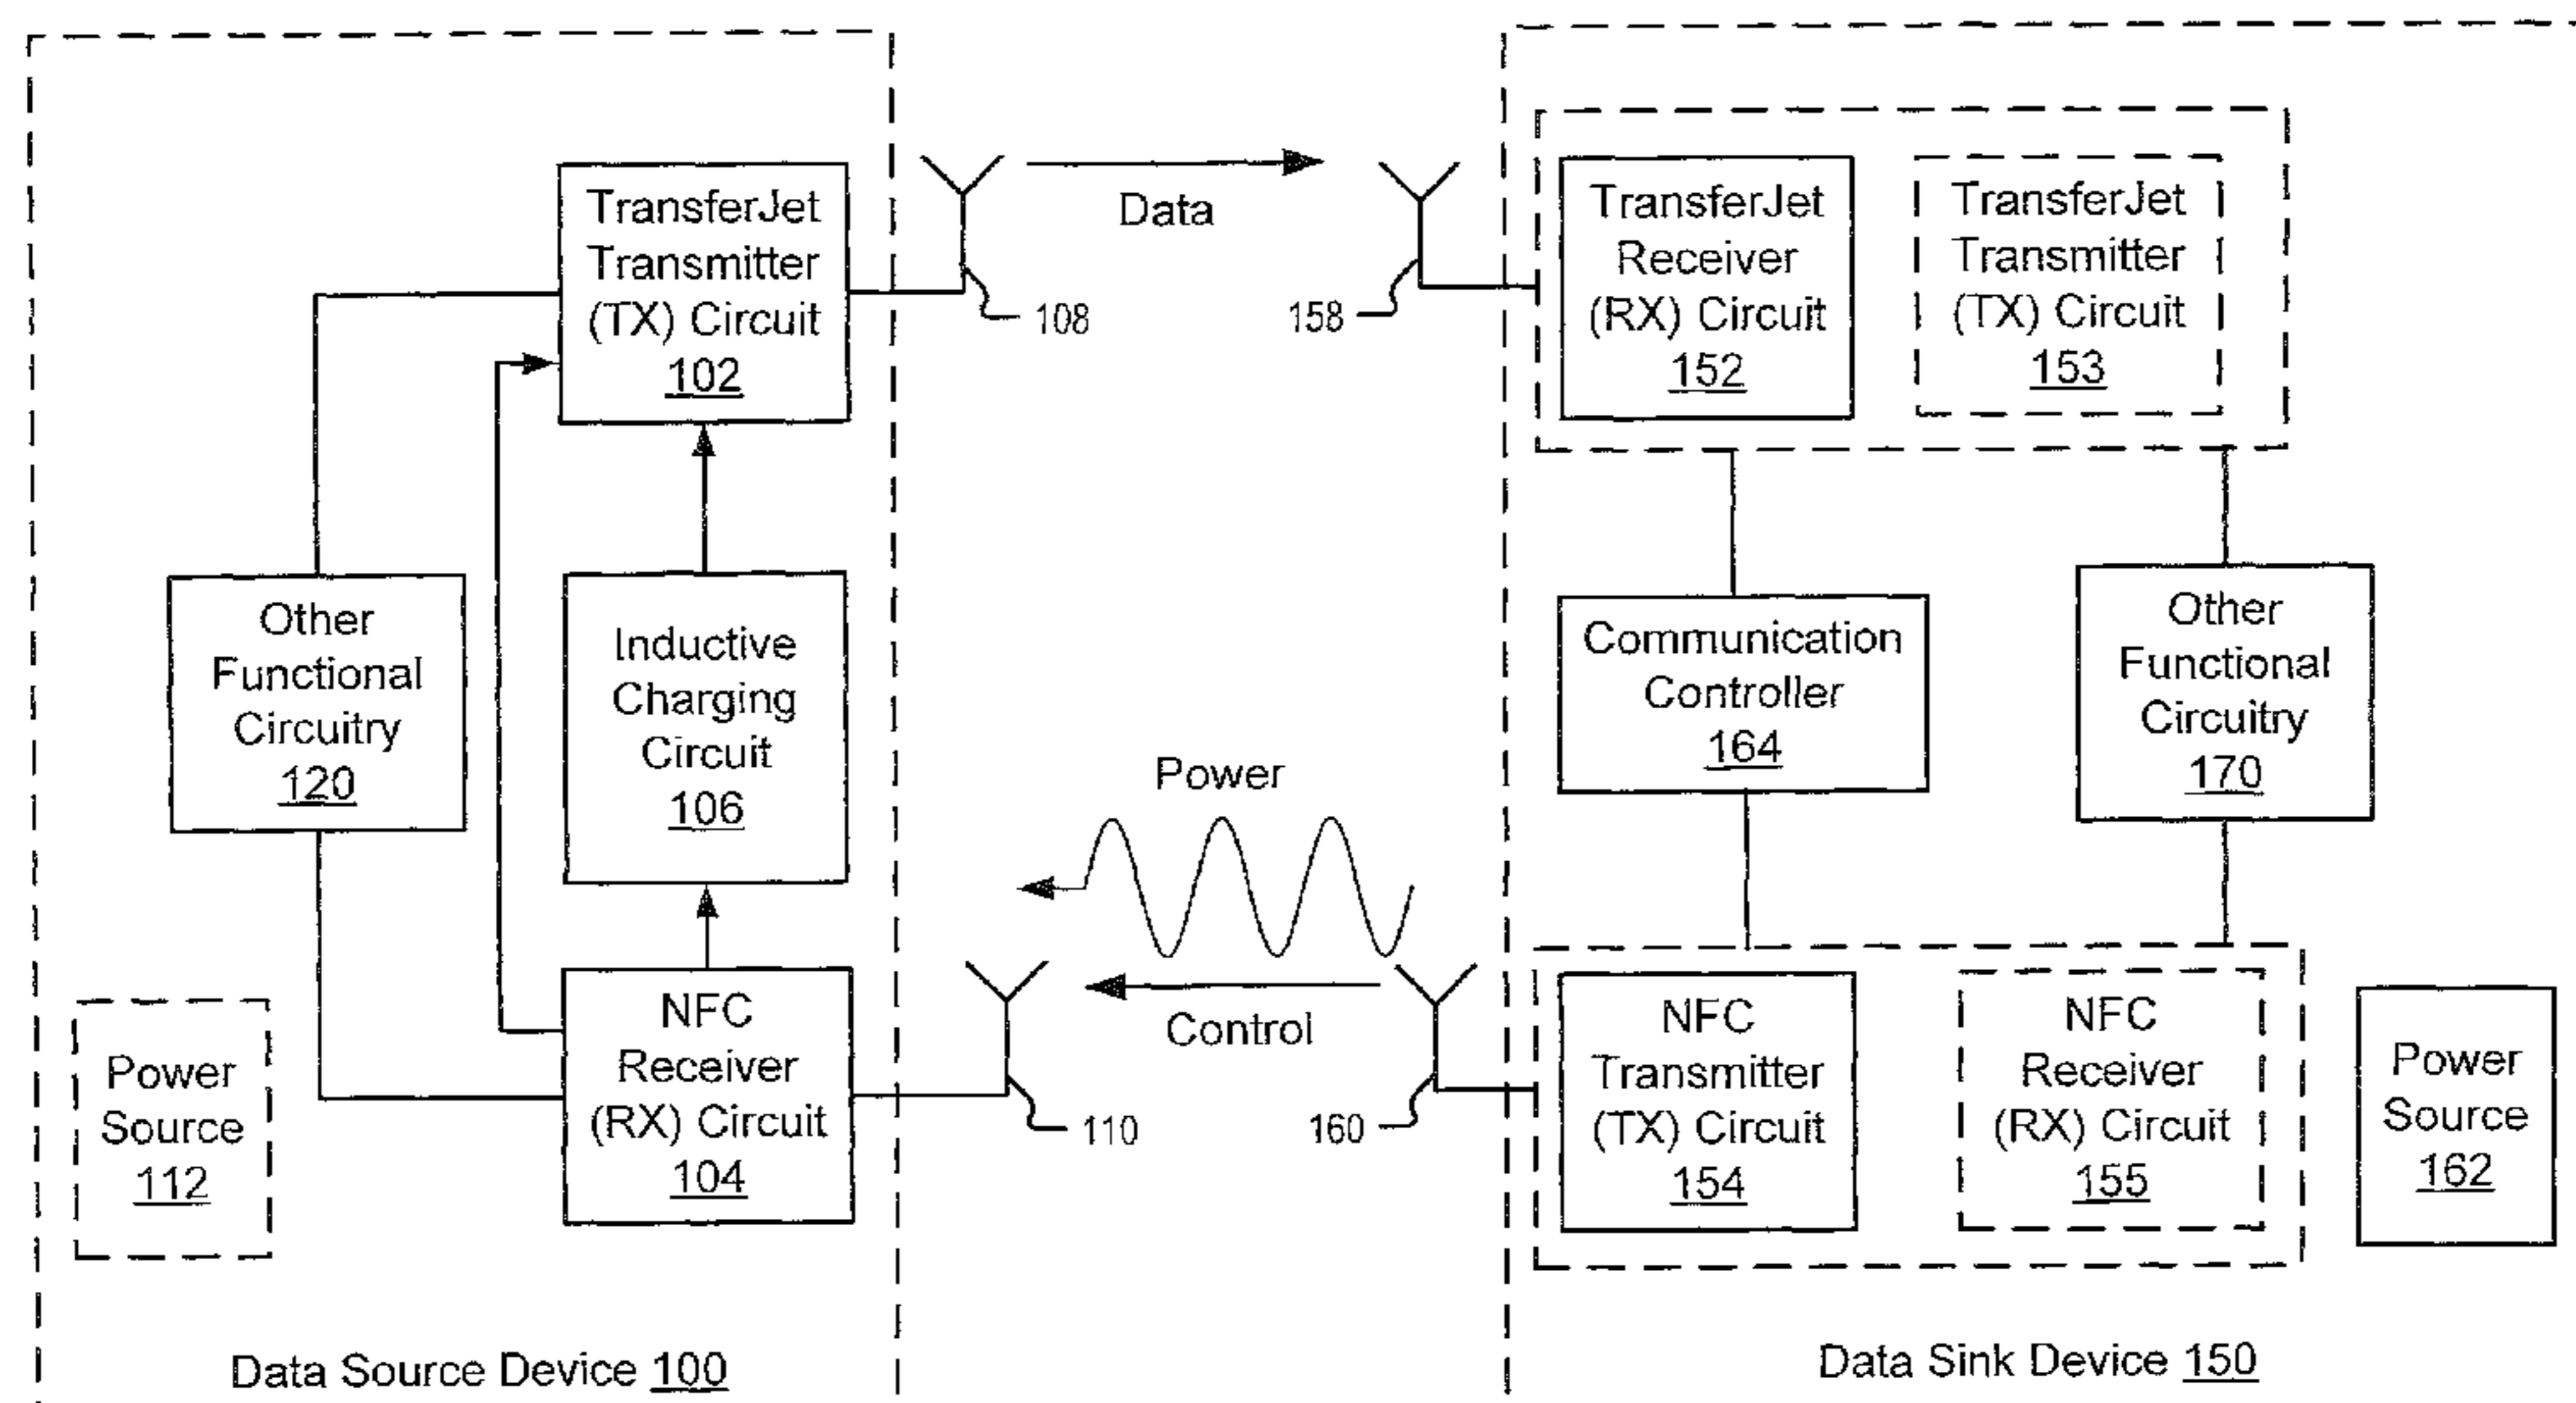 TransferJet
Transmitter
(TX) Circuit
102
Data
108
158
TransferJet
Receiver
(RX) Circuit
152
TransferJet
Transmitter
(TX) Circuit
153
Other
Functional
Circuitry
120
Inductive
Charging
Circuit
106
Communication
Controller
164
Other
Functional
Circuitry
170
Power
Control
Power
Source
112
NFC
Receiver
(RX) Circuit
104
110
160
NFC
Transmitter
(TX) Circuit
154
NFC
Receiver
(RX) Circuit
155
Power
Source
162
Data Source Device 100
Data Sink Device 150